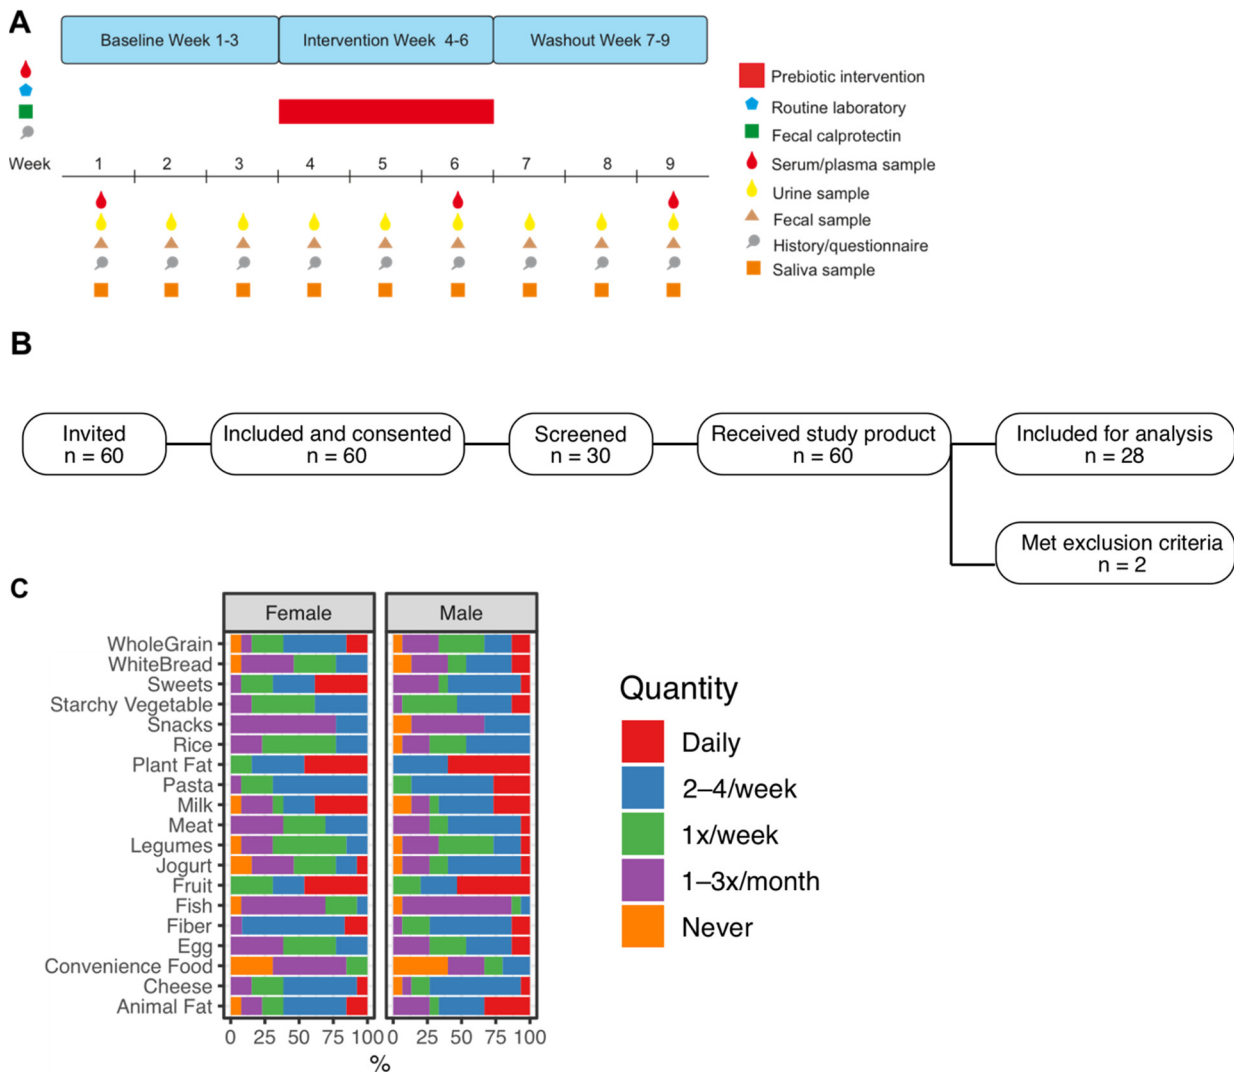 A
Baseline Week 1-3
Intervention Week 4-6
Washout Week 7-9
Prebiotic intervention
Routine laboratory
Fecal calprotectin
Serum/plasma sample
Urine sample
Fecal sample
History/questionnaire
Saliva sample
Week 1 2 3 4 5 6 7 8 9
B
Invited
n = 60
Included and consented
n = 60
Screened
n = 30
Received study product
n = 60
Included for analysis
n = 28
Met exclusion criteria
n = 2
C
Female
Male
WholeGrain
WhiteBread
Sweets
Starchy Vegetable
Snacks
Rice
Plant Fat
Pasta
Milk
Meat
Legumes
Jogurt
Fruit
Fish
Fiber
Egg
Convenience Food
Cheese
Animal Fat
0 25 50 75 100 0 25 50 75 100
%
Quantity
Daily
2–4/week
1x/week
1–3x/month
Never